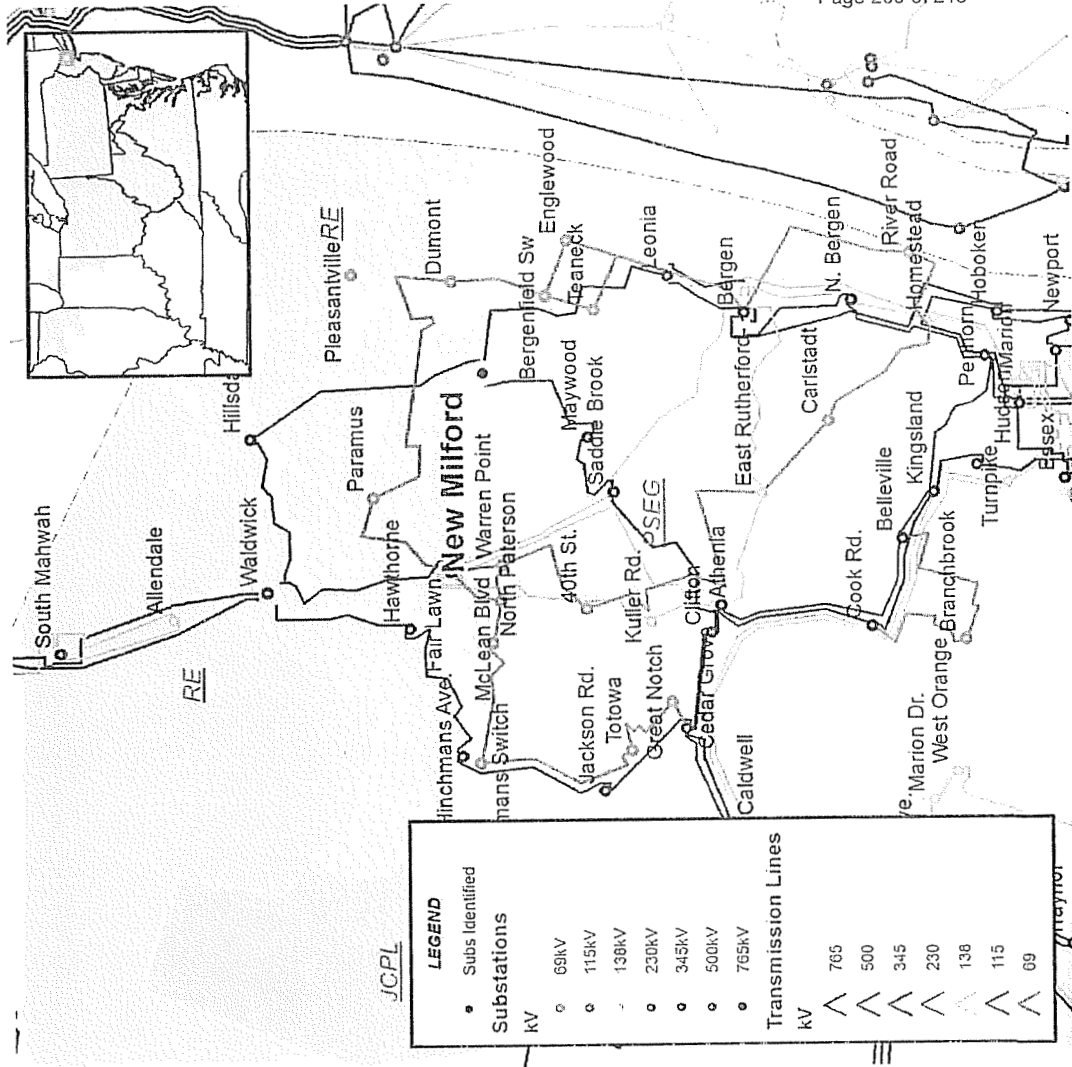 South Mahwah
Allendale
Waldwick
RE
Pleasantville
RE
Paramus
Hawthorne
Dumont
New Milford
Fair Lawn
Hinchmans Ave.
McLean Blvd
Warren Point
North Paterson
Bergenfield Sw
Englewood
Teaneck
Maywood
Saddle Brook
40th St.
Jackson Rd.
Totowa
Great Notch
Kuller Rd.
PSEG
Leonia
Clifton
Athenia
Cedar Grove
Caldwell
East Rutherford
Bergen
Carlstadt
N. Bergen
Cook Rd.
Belleville
Kingsland
River Road
Homestead
Marion Dr.
West Orange
Branchbrook
Turnpike
Penhorn
Hoboken
Hudson
Marion
Essex
Newport
JCPL
LEGEND
Subs Identified
Substations
kV
69kV
115kV
138kV
230kV
345kV
500kV
765kV
Transmission Lines
kV
765
500
345
230
138
115
69